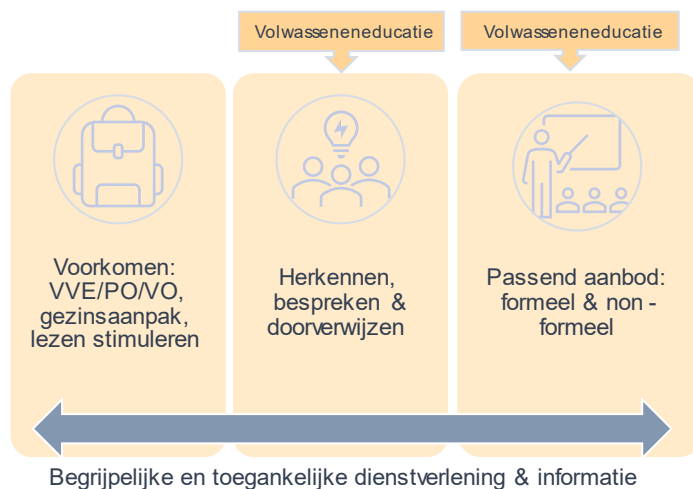 Volwasseneneducatie
Volwasseneneducatie
Voorkomen:
VVE/PO/VO,
gezinsaanpak,
lezen stimuleren
Herkennen,
bespreken &
doorverwijzen
Passend aanbod:
formeel & non -
formeel
Begrijpelijke en toegankelijke dienstverlening & informatie